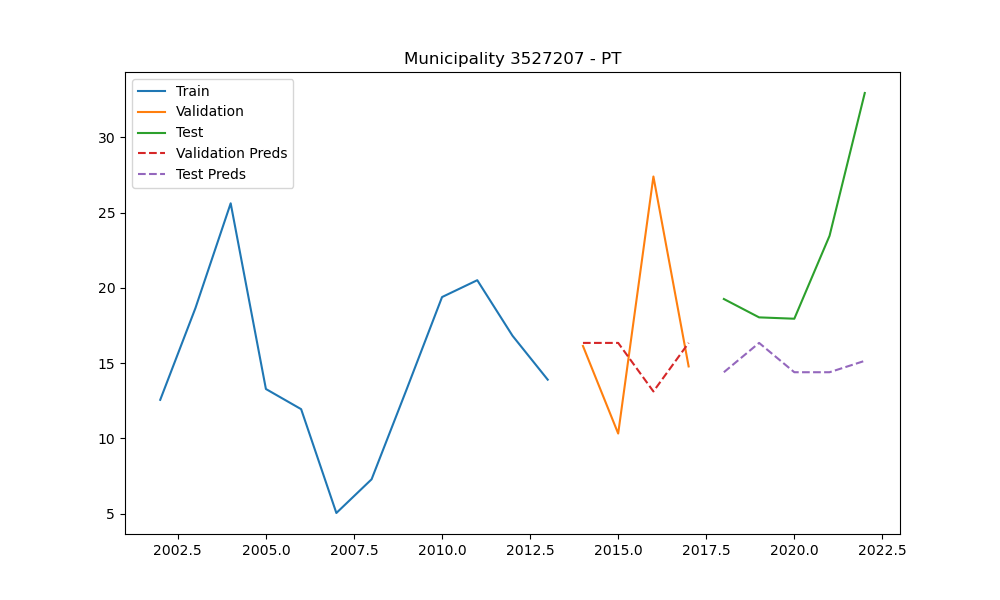 Municipality 3527207 - PT
Train
Validation
Test
Validation Preds
Test Preds
30
25
20
15
10
5
2002.5 2005.0 2007.5 2010.0 2012.5 2015.0 2017.5 2020.0 2022.5